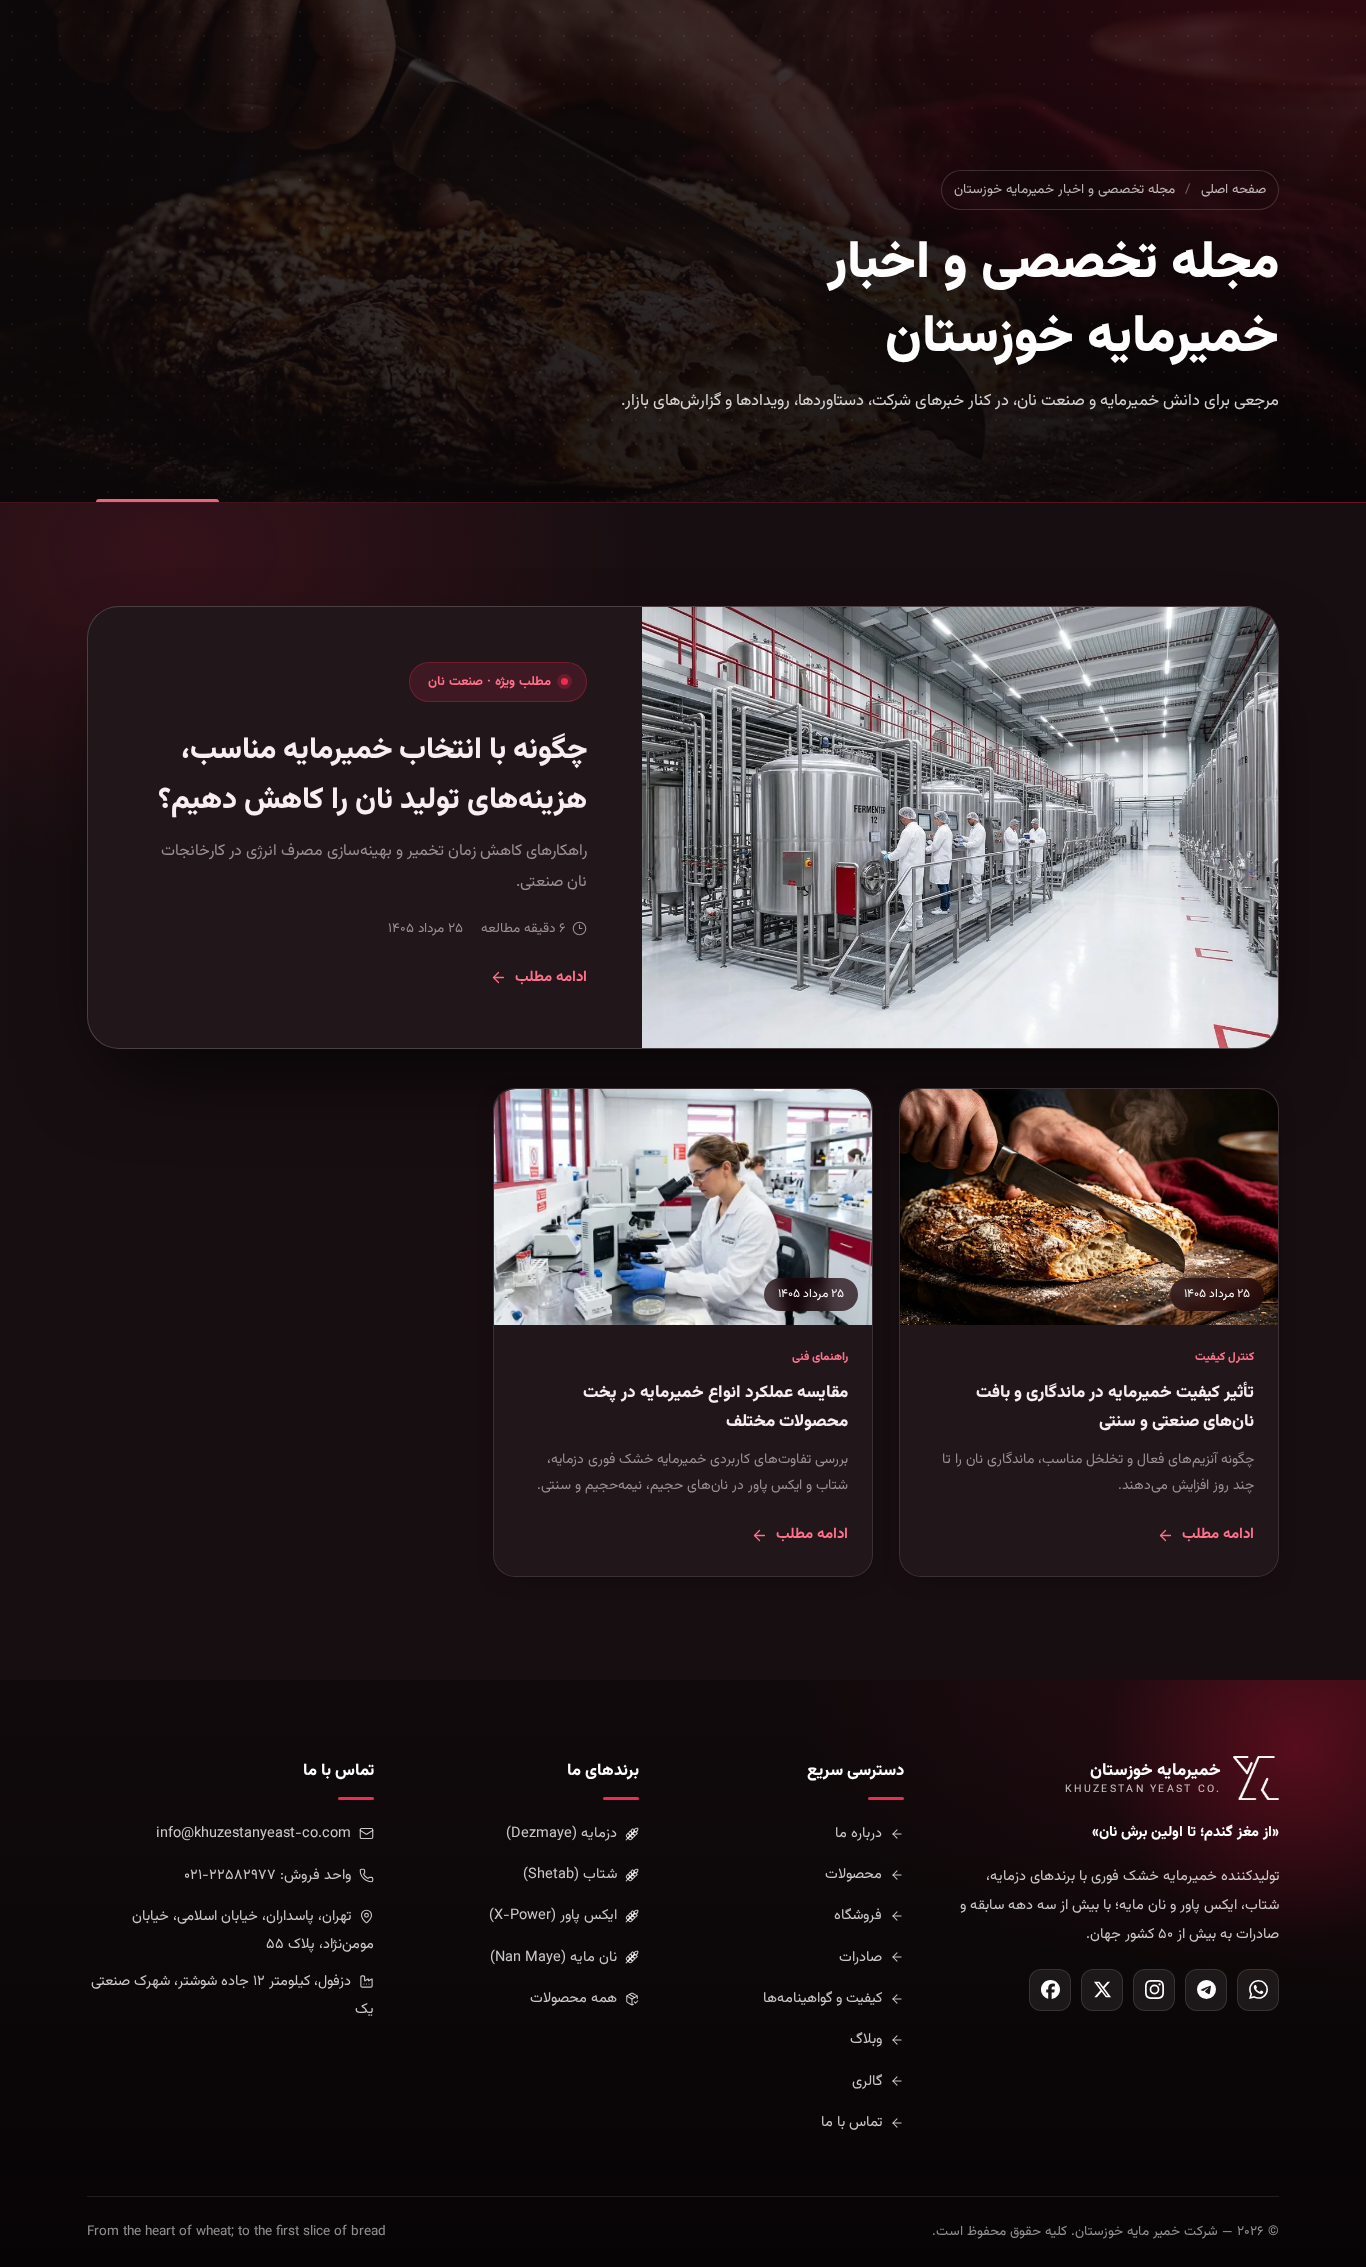 صفحه اصلی / مجله تخصصی و اخبار خمیرمایه خوزستان
مجله تخصصی و اخبار
خمیرمایه خوزستان
مرجعی برای دانش خمیرمایه و صنعت نان، در کنار خبرهای شرکت، دستاوردها، رویدادها و گزارش‌های بازار.
مطلب ویژه · صنعت نان
چگونه با انتخاب خمیرمایه مناسب،
هزینه‌های تولید نان را کاهش دهیم؟
راهکارهای کاهش زمان تخمیر و بهینه‌سازی مصرف انرژی در کارخانجات
نان صنعتی.
۶ دقیقه مطالعه ۲۵ مرداد ۱۴۰۵
ادامه مطلب
FERMENTER
12
۲۵ مرداد ۱۴۰۵
کنترل کیفیت
تأثیر کیفیت خمیرمایه در ماندگاری و بافت
نان‌های صنعتی و سنتی
چگونه آنزیم‌های فعال و تخلخل مناسب، ماندگاری نان را تا
چند روز افزایش می‌دهند.
ادامه مطلب
۲۵ مرداد ۱۴۰۵
راهنمای فنی
مقایسه عملکرد انواع خمیرمایه در پخت
محصولات مختلف
بررسی تفاوت‌های کاربردی خمیرمایه خشک فوری دزمایه،
شتاب و ایکس پاور در نان‌های حجیم، نیمه‌حجیم و سنتی.
ادامه مطلب
خمیرمایه خوزستان
KHUZESTAN YEAST CO.
«از مغز گندم؛ تا اولین برش نان»
تولیدکننده خمیرمایه خشک فوری با برندهای دزمایه،
شتاب، ایکس پاور و نان مایه؛ با بیش از سه دهه سابقه و
صادرات به بیش از ۵۰ کشور جهان.
دسترسی سریع
درباره ما
محصولات
فروشگاه
صادرات
کیفیت و گواهینامه‌ها
وبلاگ
گالری
تماس با ما
برندهای ما
دزمایه (Dezmaye)
شتاب (Shetab)
ایکس پاور (X-Power)
نان مایه (Nan Maye)
همه محصولات
تماس با ما
info@khuzestanyeast-co.com
واحد فروش: ۰۲۱-۲۲۵۸۲۹۷۷
تهران، پاسداران، خیابان اسلامی، خیابان
مومن‌نژاد، پلاک ۵۵
دزفول، کیلومتر ۱۲ جاده شوشتر، شهرک صنعتی
یک
© ۲۰۲۶ — شرکت خمیر مایه خوزستان. کلیه حقوق محفوظ است.
From the heart of wheat; to the first slice of bread